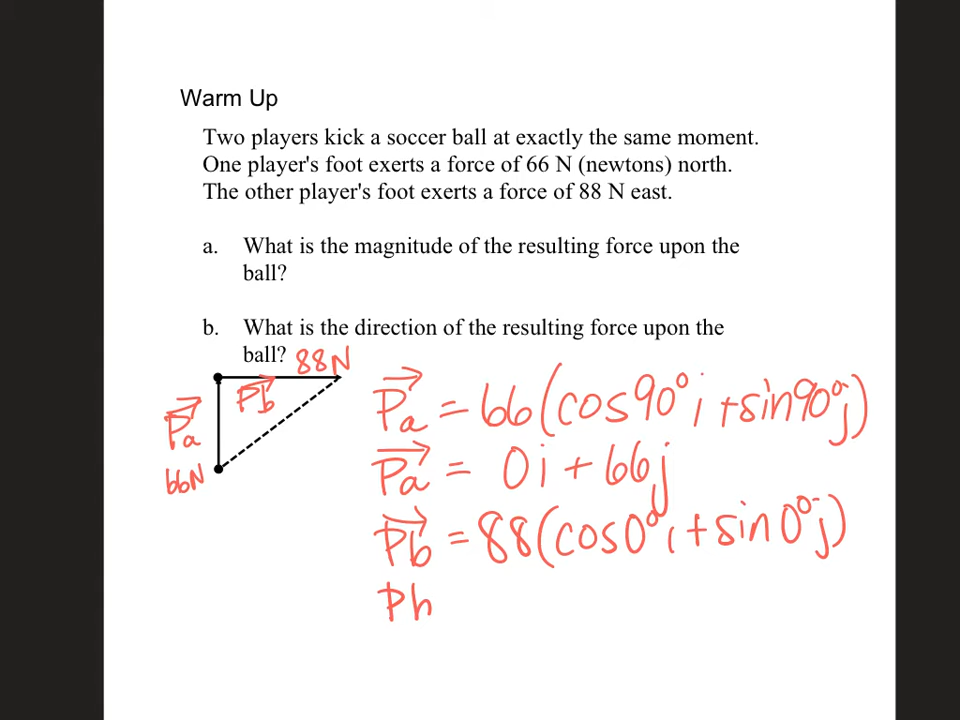 Warm Up
Two players kick a soccer ball at exactly the same moment.
One player's foot exerts a force of 66 N (newtons) north.
The other player's foot exerts a force of 88 N east.
a. What is the magnitude of the resulting force upon the
ball?
b. What is the direction of the resulting force upon the
ball?
88N
Pb
Pa
66N
Pa = 66(cos90°i +sin90°j)
Pa = 0i + 66j
Pb = 88(cos0°i + sin0°j)
Ph